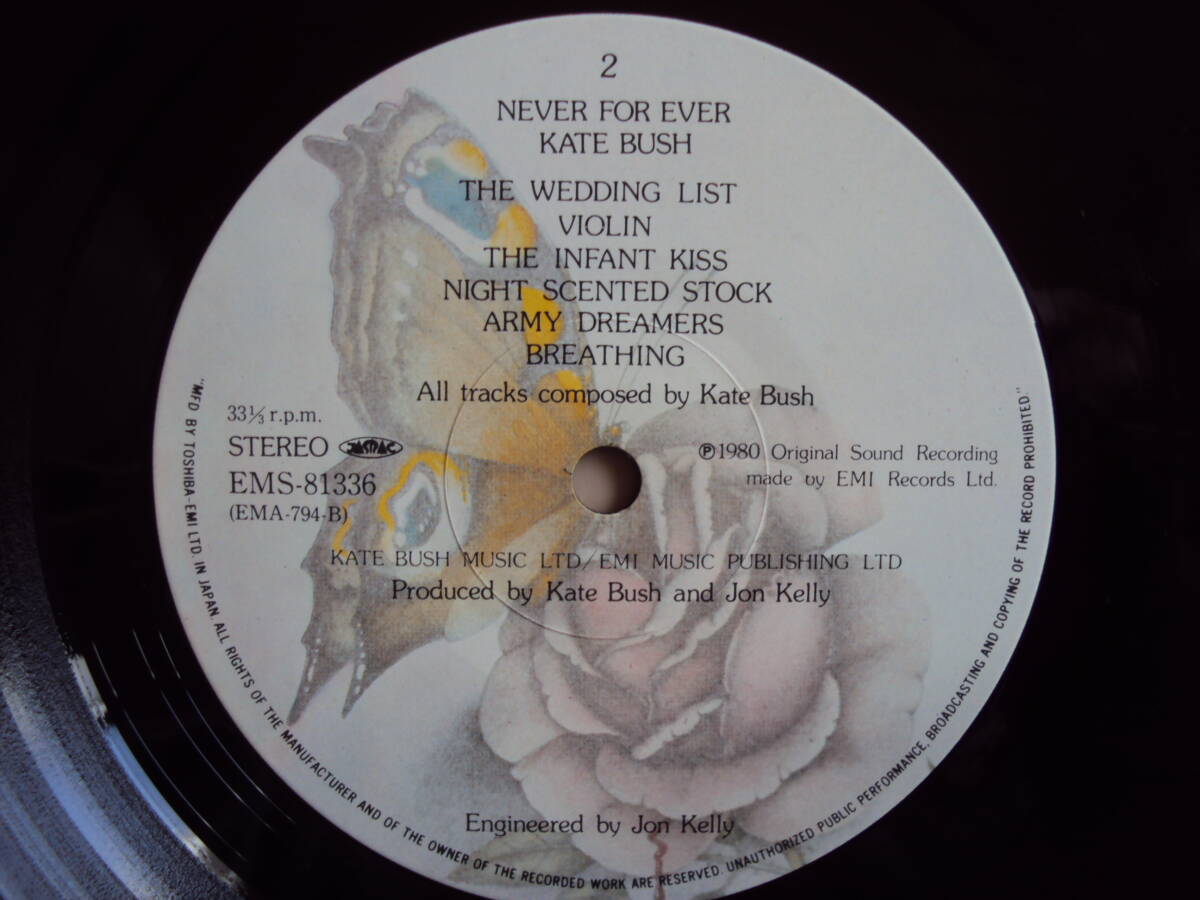 2
NEVER FOR EVER
KATE BUSH
THE WEDDING LIST
VIOLIN
THE INFANT KISS
NIGHT SCENTED STOCK
ARMY DREAMERS
BREATHING
All tracks composed by Kate Bush
33⅓ r.p.m.
STEREO JASRAC
EMS-81336
(EMA-794-B)
℗1980 Original Sound Recording
made by EMI Records Ltd.
KATE BUSH MUSIC LTD/EMI MUSIC PUBLISHING LTD
Produced by Kate Bush and Jon Kelly
Engineered by Jon Kelly
"MFD BY TOSHIBA-EMI LTD. IN JAPAN ALL RIGHTS OF THE MANUFACTURER AND OF THE OWNER OF THE RECORDED WORK ARE RESERVED. UNAUTHORIZED PUBLIC PERFORMANCE, BROADCASTING AND COPYING OF THE RECORD PROHIBITED."